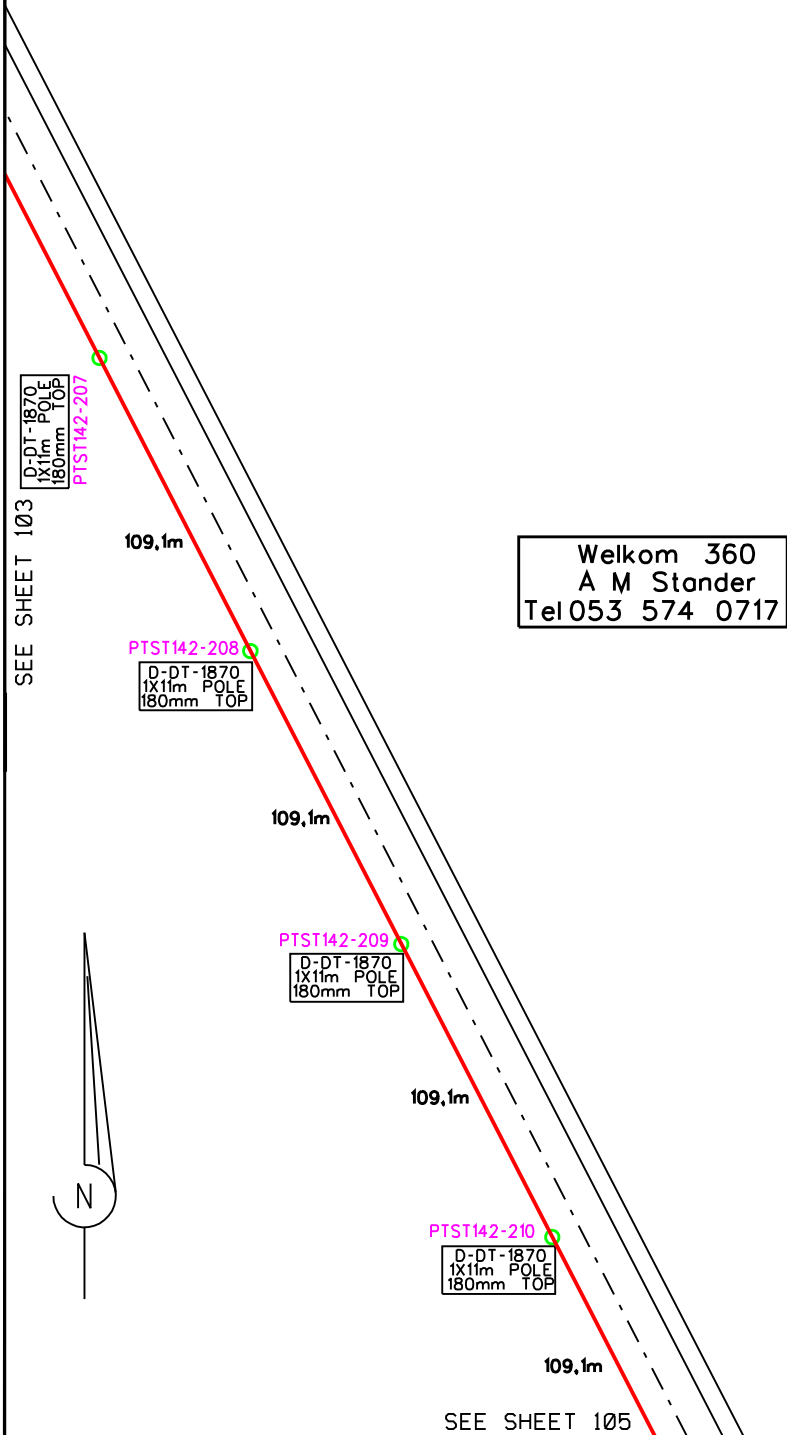 D-DT-1870
1X11m POLE
180mm TOP
PTST142-207
SEE SHEET 103
109,1m
Welkom 360
A M Stander
Tel 053 574 0717
PTST142-208
D-DT-1870
1X11m POLE
180mm TOP
109,1m
PTST142-209
D-DT-1870
1X11m POLE
180mm TOP
109,1m
N
PTST142-210
D-DT-1870
1X11m POLE
180mm TOP
109,1m
SEE SHEET 105